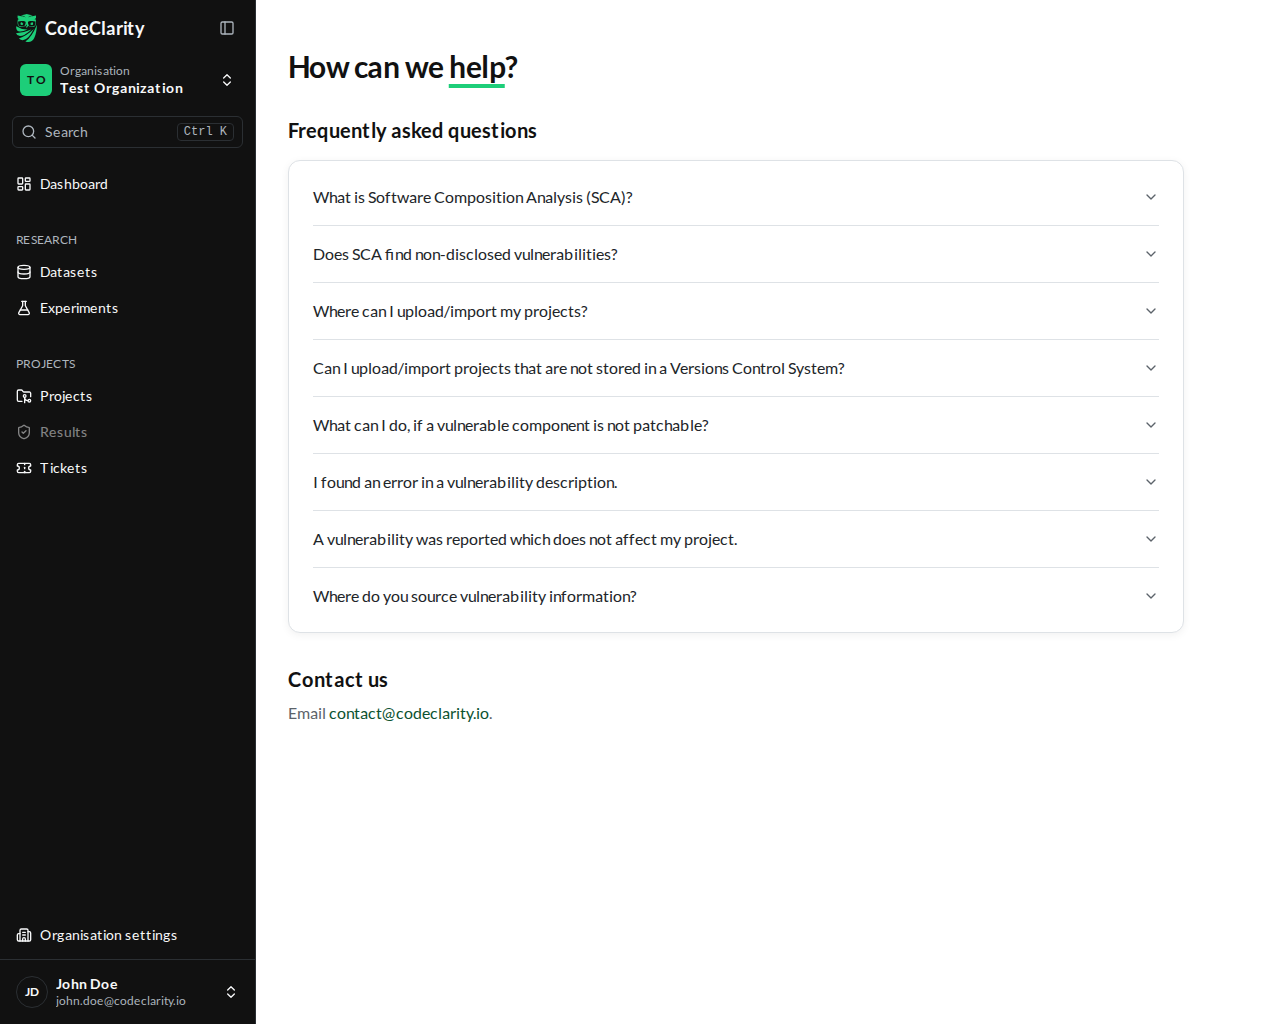 CodeClarity
TO
Organisation
Test Organization
Search
Ctrl K
Dashboard
RESEARCH
Datasets
Experiments
PROJECTS
Projects
Results
Tickets
Organisation settings
JD
John Doe
john.doe@codeclarity.io
How can we help?
Frequently asked questions
What is Software Composition Analysis (SCA)?
Does SCA find non-disclosed vulnerabilities?
Where can I upload/import my projects?
Can I upload/import projects that are not stored in a Versions Control System?
What can I do, if a vulnerable component is not patchable?
I found an error in a vulnerability description.
A vulnerability was reported which does not affect my project.
Where do you source vulnerability information?
Contact us
Email contact@codeclarity.io.